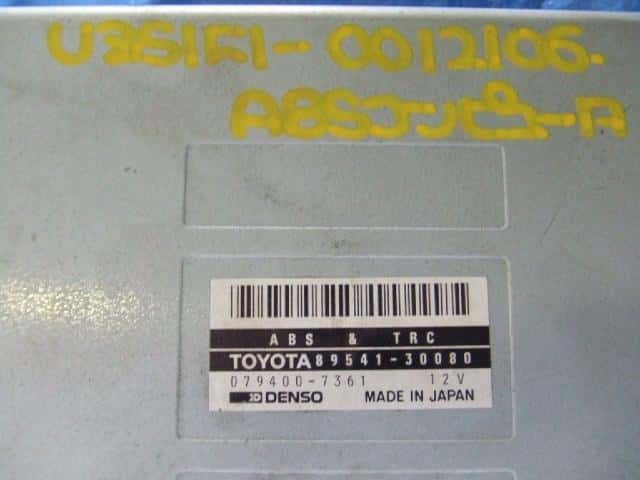 UZS151-0012106.
ABSコンピュータ
ABS & TRC
TOYOTA 89541-30080
079400-7361 12V
DENSO MADE IN JAPAN